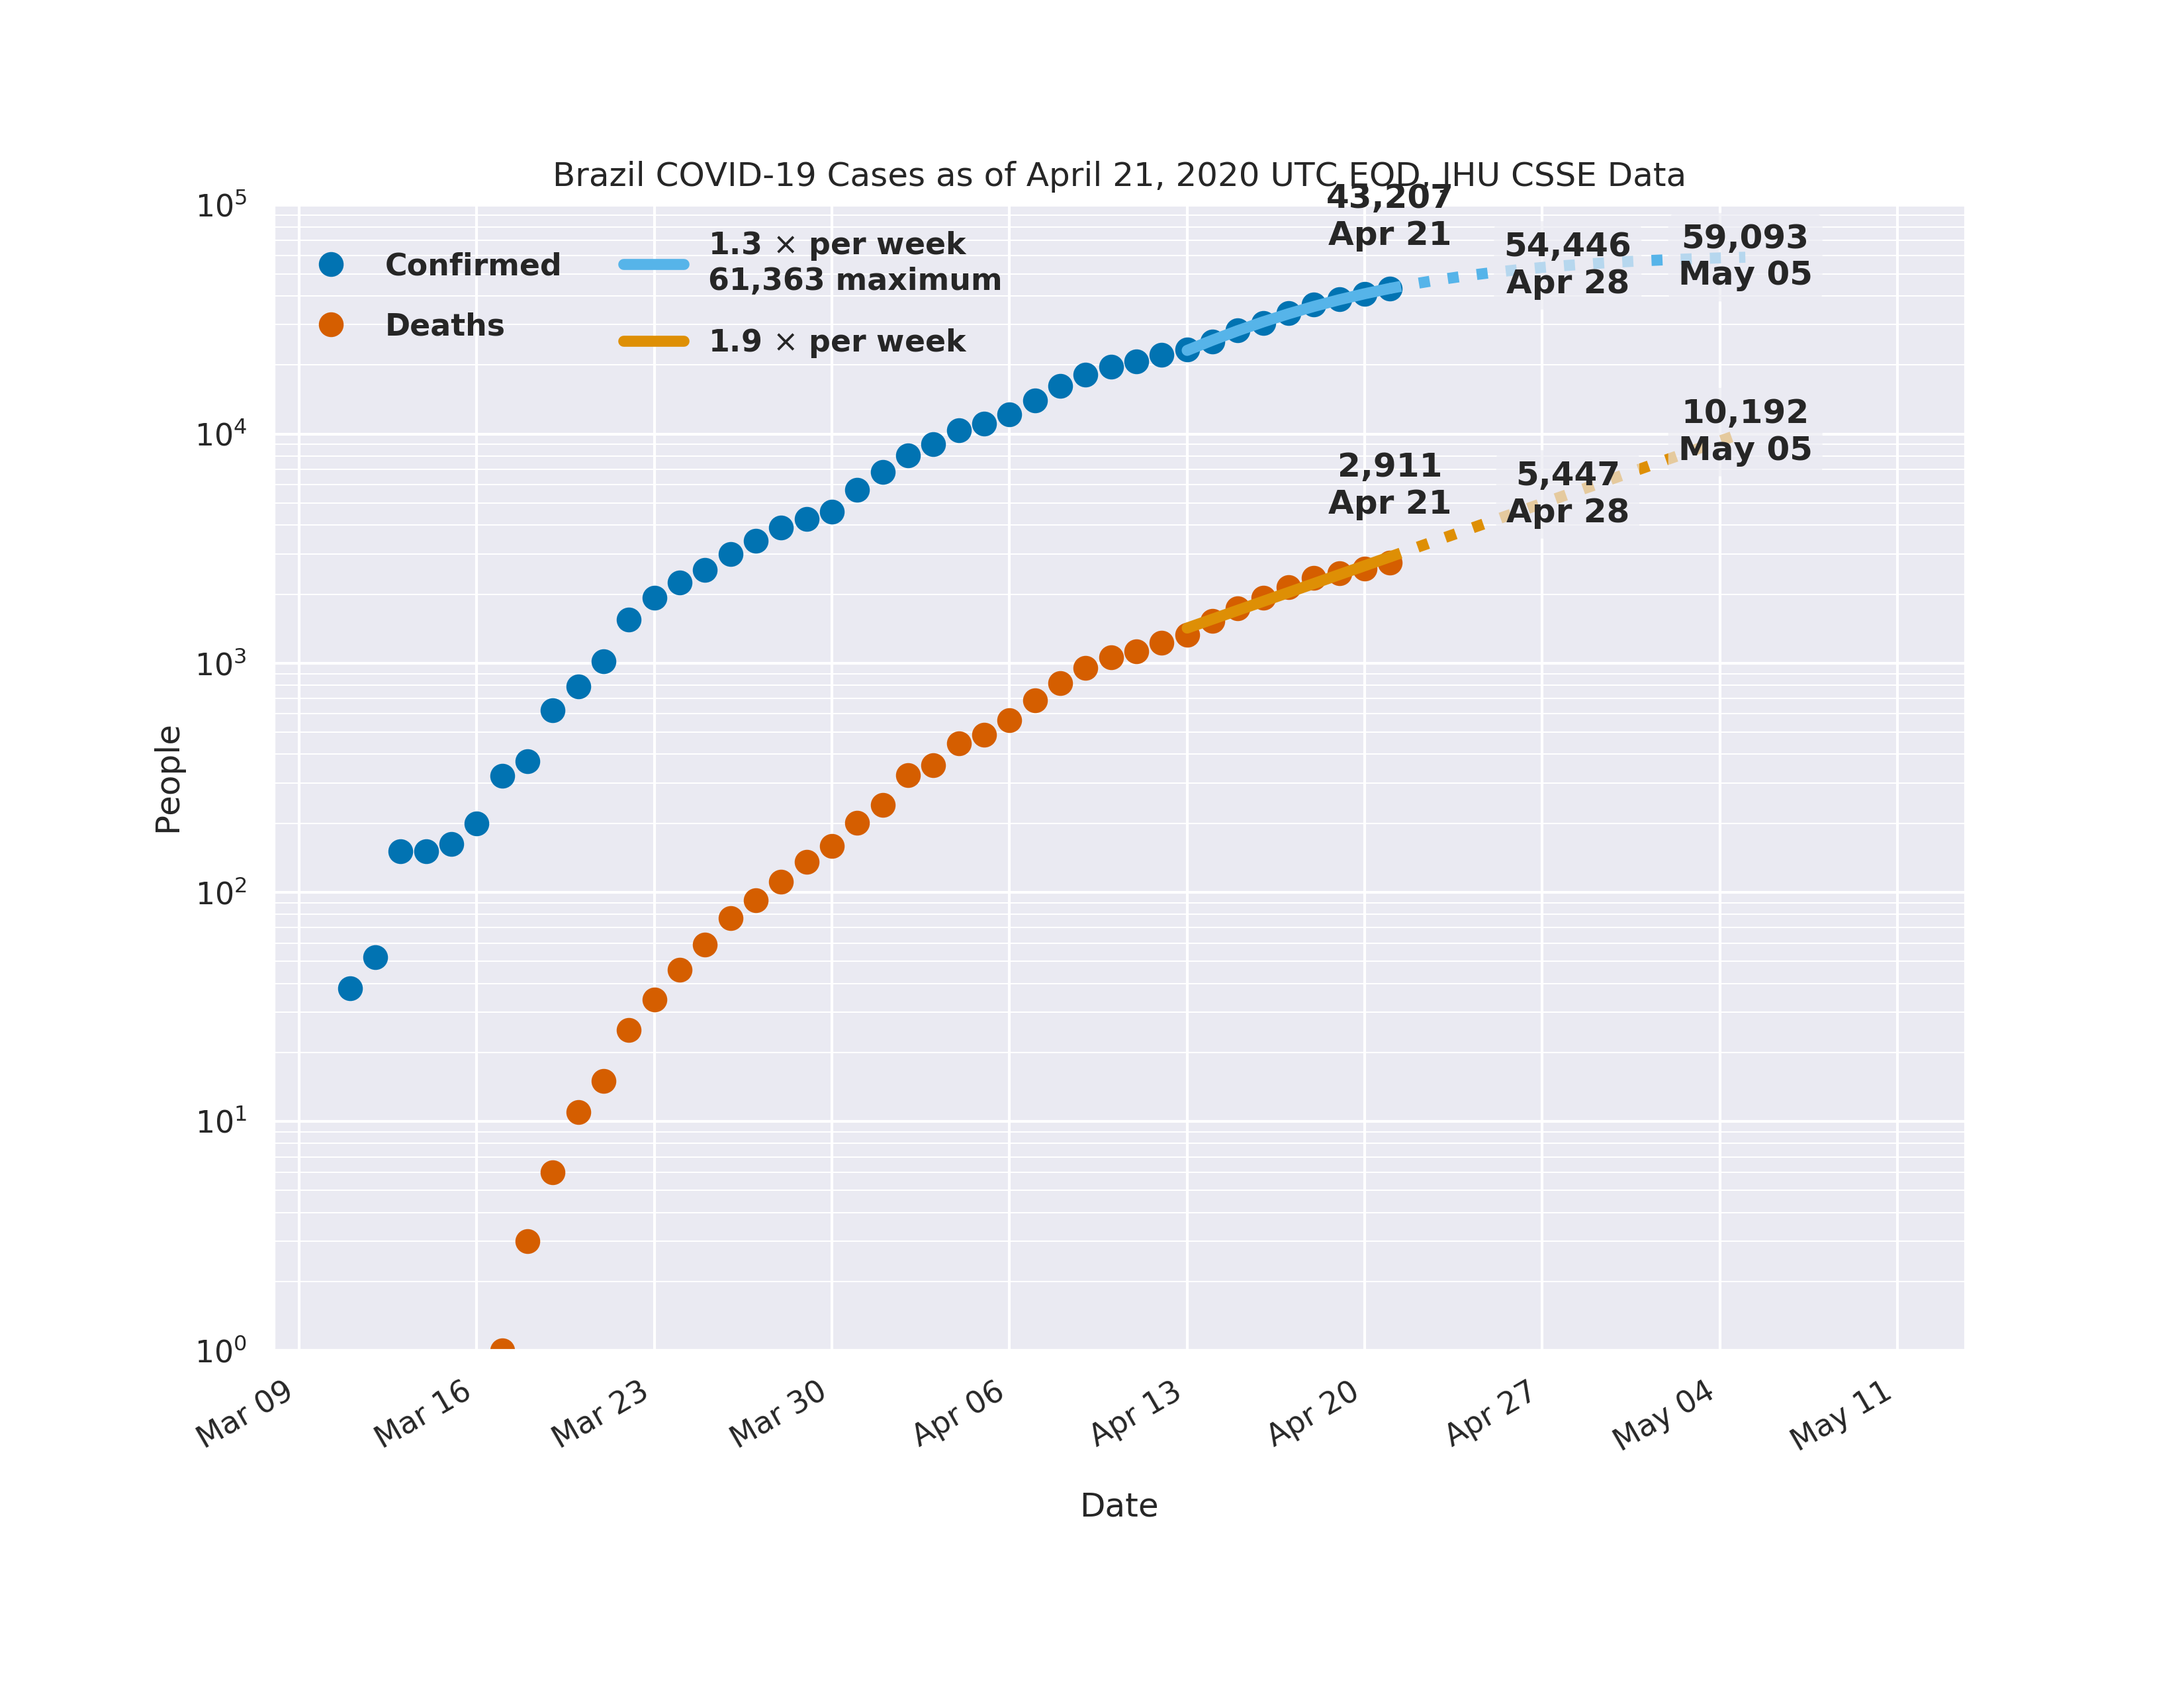 Brazil COVID-19 Cases as of April 21, 2020 UTC EOD, JHU CSSE Data
43,207
Apr 21
54,446
Apr 28
59,093
May 05
Confirmed
Deaths
1.3 × per week
61,363 maximum
1.9 × per week
10,192
May 05
2,911
Apr 21
5,447
Apr 28
People
10⁵
10⁴
10³
10²
10¹
10⁰
Mar 09
Mar 16
Mar 23
Mar 30
Apr 06
Apr 13
Apr 20
Apr 27
May 04
May 11
Date